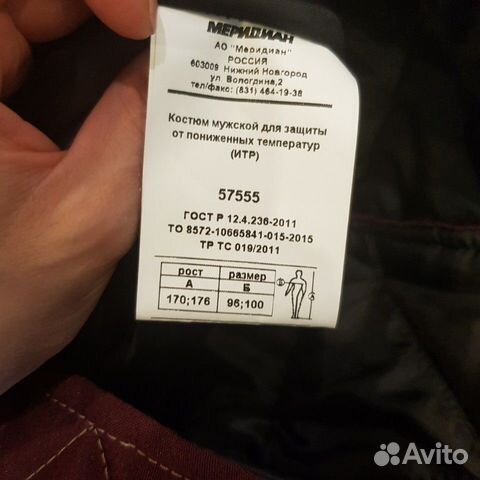 МЕРИДИАН
АО "Меридиан"
РОССИЯ
603009 Нижний Новгород
ул. Вологдина,2
тел/факс: (831) 464-19-36
Костюм мужской для защиты
от пониженных температур
(ИТР)
57555
ГОСТ Р 12.4.236-2011
ТО 8572-10665841-015-2015
ТР ТС 019/2011
рост размер
А Б
170;176 96;100
Avito